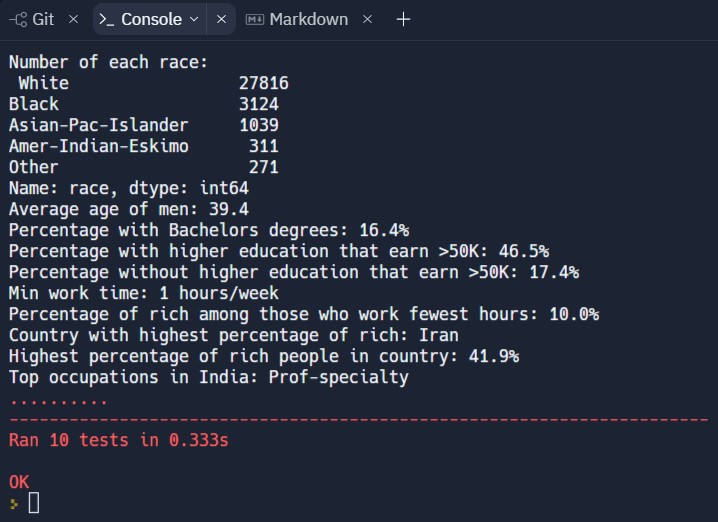 Git × >_ Console × M↓ Markdown × +
Number of each race:
 White                 27816
Black                  3124
Asian-Pac-Islander     1039
Amer-Indian-Eskimo      311
Other                   271
Name: race, dtype: int64
Average age of men: 39.4
Percentage with Bachelors degrees: 16.4%
Percentage with higher education that earn >50K: 46.5%
Percentage without higher education that earn >50K: 17.4%
Min work time: 1 hours/week
Percentage of rich among those who work fewest hours: 10.0%
Country with highest percentage of rich: Iran
Highest percentage of rich people in country: 41.9%
Top occupations in India: Prof-specialty
..........
----------------------------------------------------------------------
Ran 10 tests in 0.333s
OK